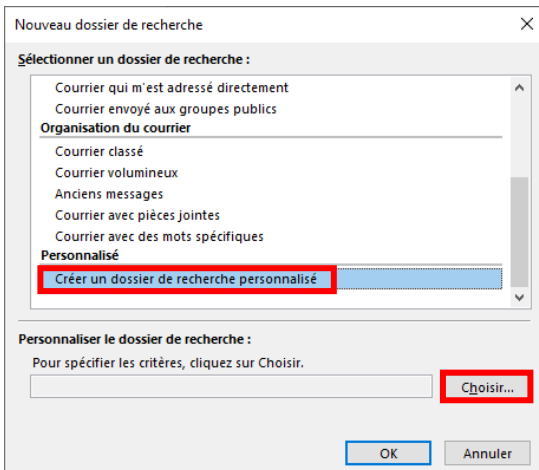 Nouveau dossier de recherche
Sélectionner un dossier de recherche :
Courrier qui m'est adressé directement
Courrier envoyé aux groupes publics
Organisation du courrier
Courrier classé
Courrier volumineux
Anciens messages
Courrier avec pièces jointes
Courrier avec des mots spécifiques
Personnalisé
Créer un dossier de recherche personnalisé
Personnaliser le dossier de recherche :
Pour spécifier les critères, cliquez sur Choisir.
Choisir...
OK Annuler